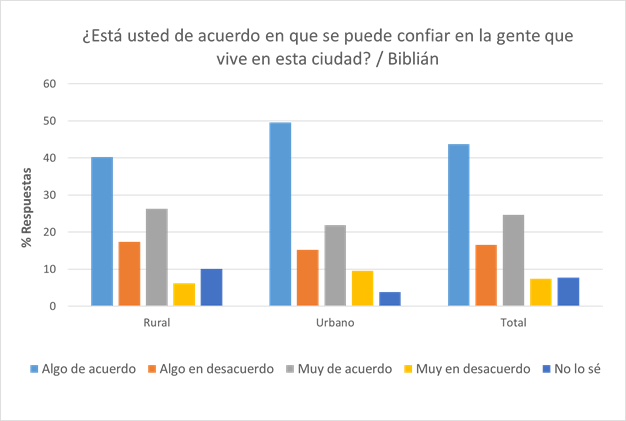 ¿Está usted de acuerdo en que se puede confiar en la gente que
vive en esta ciudad? / Biblián
60
50
40
30
20
10
0
% Respuestas
Rural Urbano Total
Algo de acuerdo Algo en desacuerdo Muy de acuerdo Muy en desacuerdo No lo sé